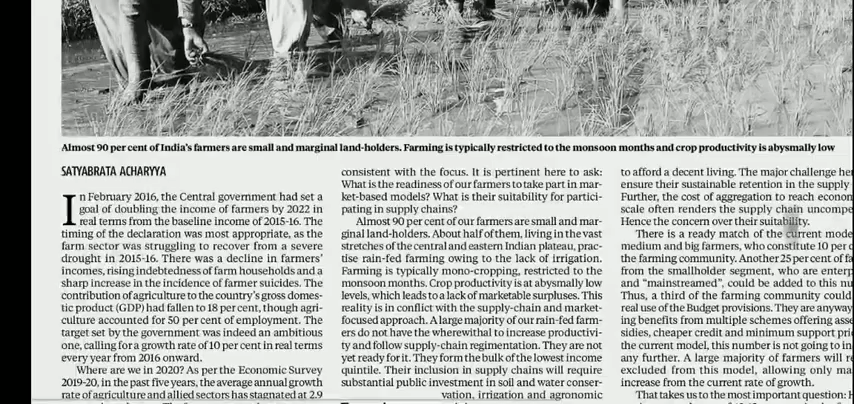 Almost 90 per cent of India's farmers are small and marginal land-holders. Farming is typically restricted to the monsoon months and crop productivity is abysmally low
SATYABRATA ACHARYYA
In February 2016, the Central government had set a
goal of doubling the income of farmers by 2022 in
real terms from the baseline income of 2015-16. The
timing of the declaration was most appropriate, as the
farm sector was struggling to recover from a severe
drought in 2015-16. There was a decline in farmers'
incomes, rising indebtedness of farm households and a
sharp increase in the incidence of farmer suicides. The
contribution of agriculture to the country's gross domes-
tic product (GDP) had fallen to 18 per cent, though agri-
culture accounted for 50 per cent of employment. The
target set by the government was indeed an ambitious
one, calling for a growth rate of 10 per cent in real terms
every year from 2016 onward.
Where are we in 2020? As per the Economic Survey
2019-20, in the past five years, the average annual growth
rate of agriculture and allied sectors has stagnated at 2.9
consistent with the focus. It is pertinent here to ask:
What is the readiness of our farmers to take part in mar-
ket-based models? What is their suitability for partici-
pating in supply chains?
Almost 90 per cent of our farmers are small and mar-
ginal land-holders. About half of them, living in the vast
stretches of the central and eastern Indian plateau, prac-
tise rain-fed farming owing to the lack of irrigation.
Farming is typically mono-cropping, restricted to the
monsoon months. Crop productivity is at abysmally low
levels, which leads to a lack of marketable surpluses. This
reality is in conflict with the supply-chain and market-
focused approach. A large majority of our rain-fed farm-
ers do not have the wherewithal to increase productivi-
ty and follow supply-chain regimentation. They are not
yet ready for it. They form the bulk of the lowest income
quintile. Their inclusion in supply chains will require
substantial public investment in soil and water conser-
vation, irrigation and agronomic
to afford a decent living. The major challenge
ensure their sustainable retention in the supply
Further, the cost of aggregation to reach
scale often renders the supply chain
Hence the concern over their suitability.
There is a ready match of the current
medium and big farmers, who constitute 10 per
the farming community. Another 25 per cent of
from the smallholder segment, who are
and "mainstreamed", could be added to this
Thus, a third of the farming community could
real use of the Budget provisions. They are
ing benefits from multiple schemes offering
sidies, cheaper credit and minimum support
the current model, this number is not going to
any further. A large majority of farmers will
excluded from this model, allowing only
increase from the current rate of growth.
That takes us to the most important question: